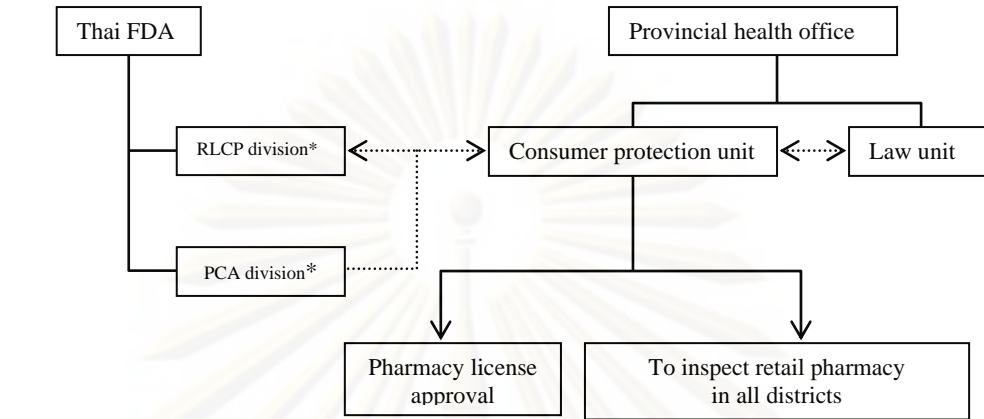 Thai FDA
Provincial health office
RLCP division*
Consumer protection unit
Law unit
PCA division*
Pharmacy license
approval
To inspect retail pharmacy
in all districts